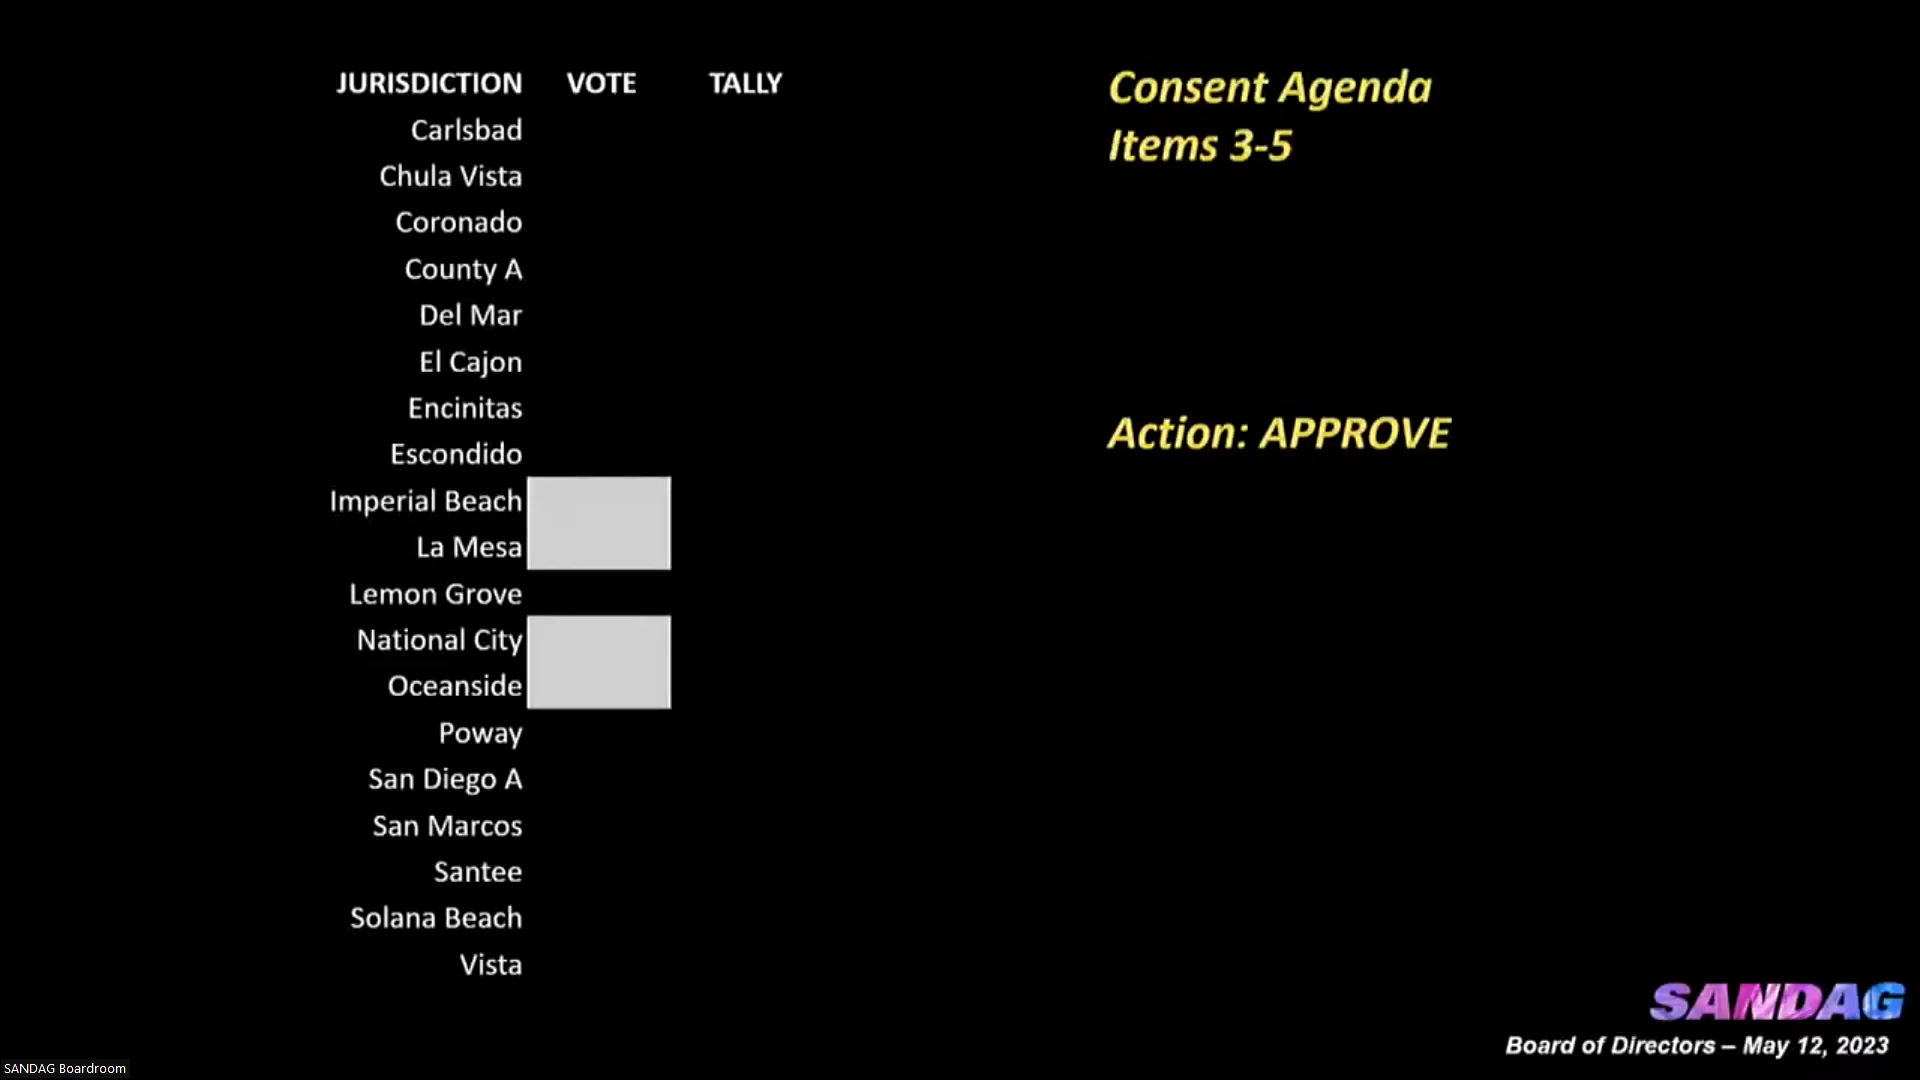 JURISDICTION VOTE TALLY
Carlsbad
Chula Vista
Coronado
County A
Del Mar
El Cajon
Encinitas
Escondido
Imperial Beach
La Mesa
Lemon Grove
National City
Oceanside
Poway
San Diego A
San Marcos
Santee
Solana Beach
Vista
Consent Agenda
Items 3-5
Action: APPROVE
SANDAG
Board of Directors – May 12, 2023
SANDAG Boardroom